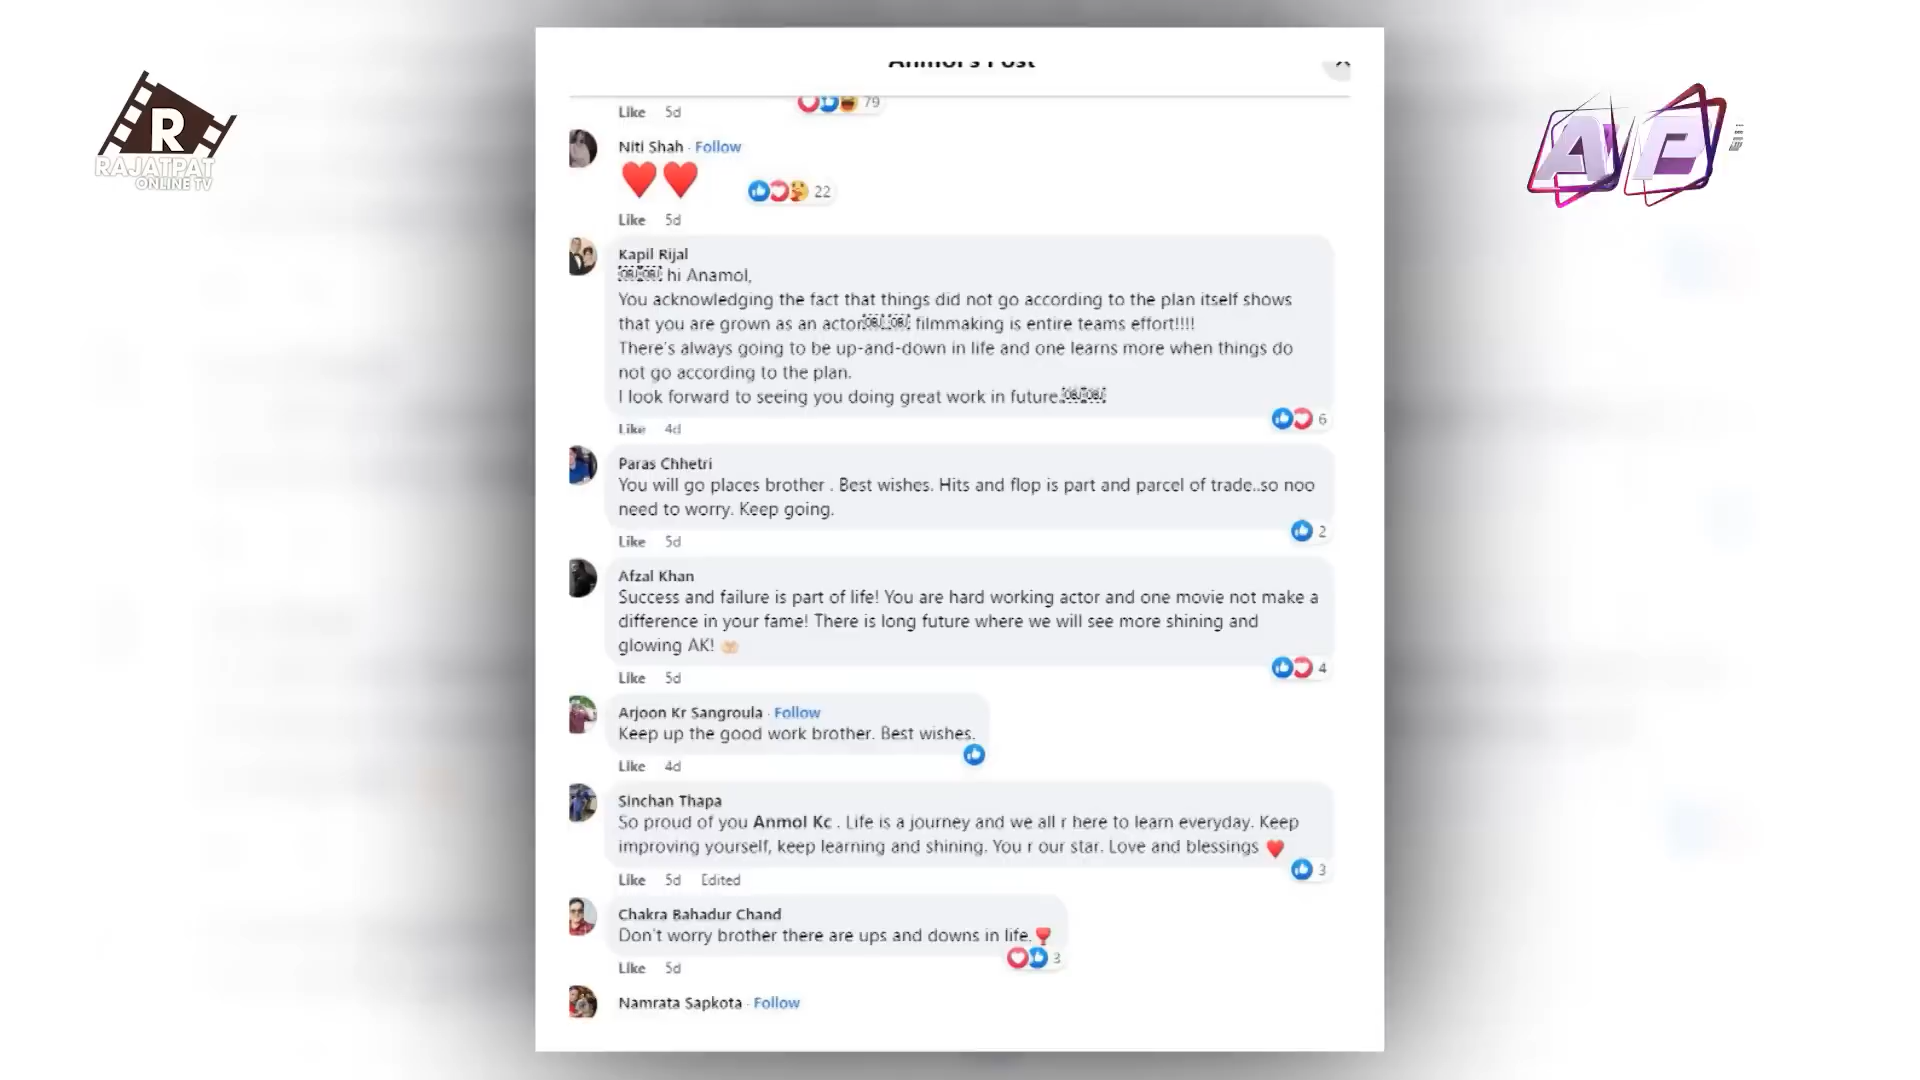 Anmol's Post
Like 5d 79
Niti Shah · Follow
❤️❤️
22
Like 5d
Kapil Rijal
hi Anamol,
You acknowledging the fact that things did not go according to the plan itself shows
that you are grown as an actor filmmaking is entire teams effort!!!!
There's always going to be up-and-down in life and one learns more when things do
not go according to the plan.
I look forward to seeing you doing great work in future.
6
Like 4d
Paras Chhetri
You will go places brother . Best wishes. Hits and flop is part and parcel of trade..so noo
need to worry. Keep going.
2
Like 5d
Afzal Khan
Success and failure is part of life! You are hard working actor and one movie not make a
difference in your fame! There is long future where we will see more shining and
glowing AK! 🫶🏻
4
Like 5d
Arjoon Kr Sangroula · Follow
Keep up the good work brother. Best wishes.
Like 4d
Sinchan Thapa
So proud of you Anmol Kc . Life is a journey and we all r here to learn everyday. Keep
improving yourself, keep learning and shining. You r our star. Love and blessings ❤️
3
Like 5d Edited
Chakra Bahadur Chand
Don't worry brother there are ups and downs in life.❣️
3
Like 5d
Namrata Sapkota · Follow
R
RAJATPAT
ONLINE TV
AP